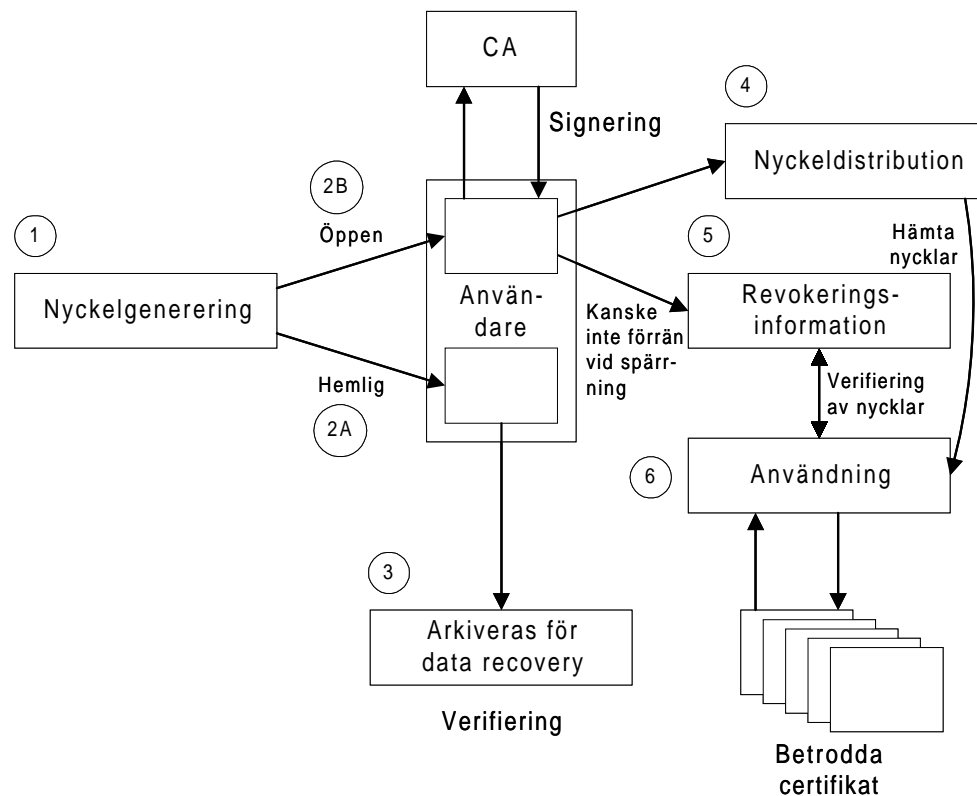 CA
4
Signering
Nyckeldistribution
2B
1
Öppen
5
Hämta
nycklar
Nyckelgenerering
Använ-
dare
Kanske
inte förrän
vid spärr-
ning
Revokerings-
information
Hemlig
2A
Verifiering
av nycklar
6
Användning
3
Arkiveras för
data recovery
Verifiering
Betrodda
certifikat